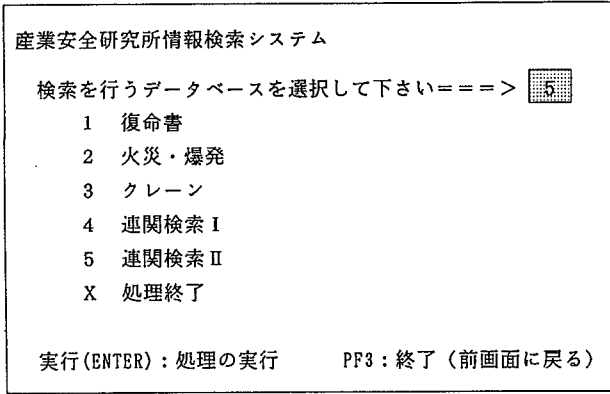 産業安全研究所情報検索システム
検索を行うデータベースを選択して下さい＝＝＝＞ 5
1 復命書
2 火災・爆発
3 クレーン
4 連関検索Ⅰ
5 連関検索Ⅱ
X 処理終了
実行(ENTER)：処理の実行 PF3：終了（前画面に戻る）